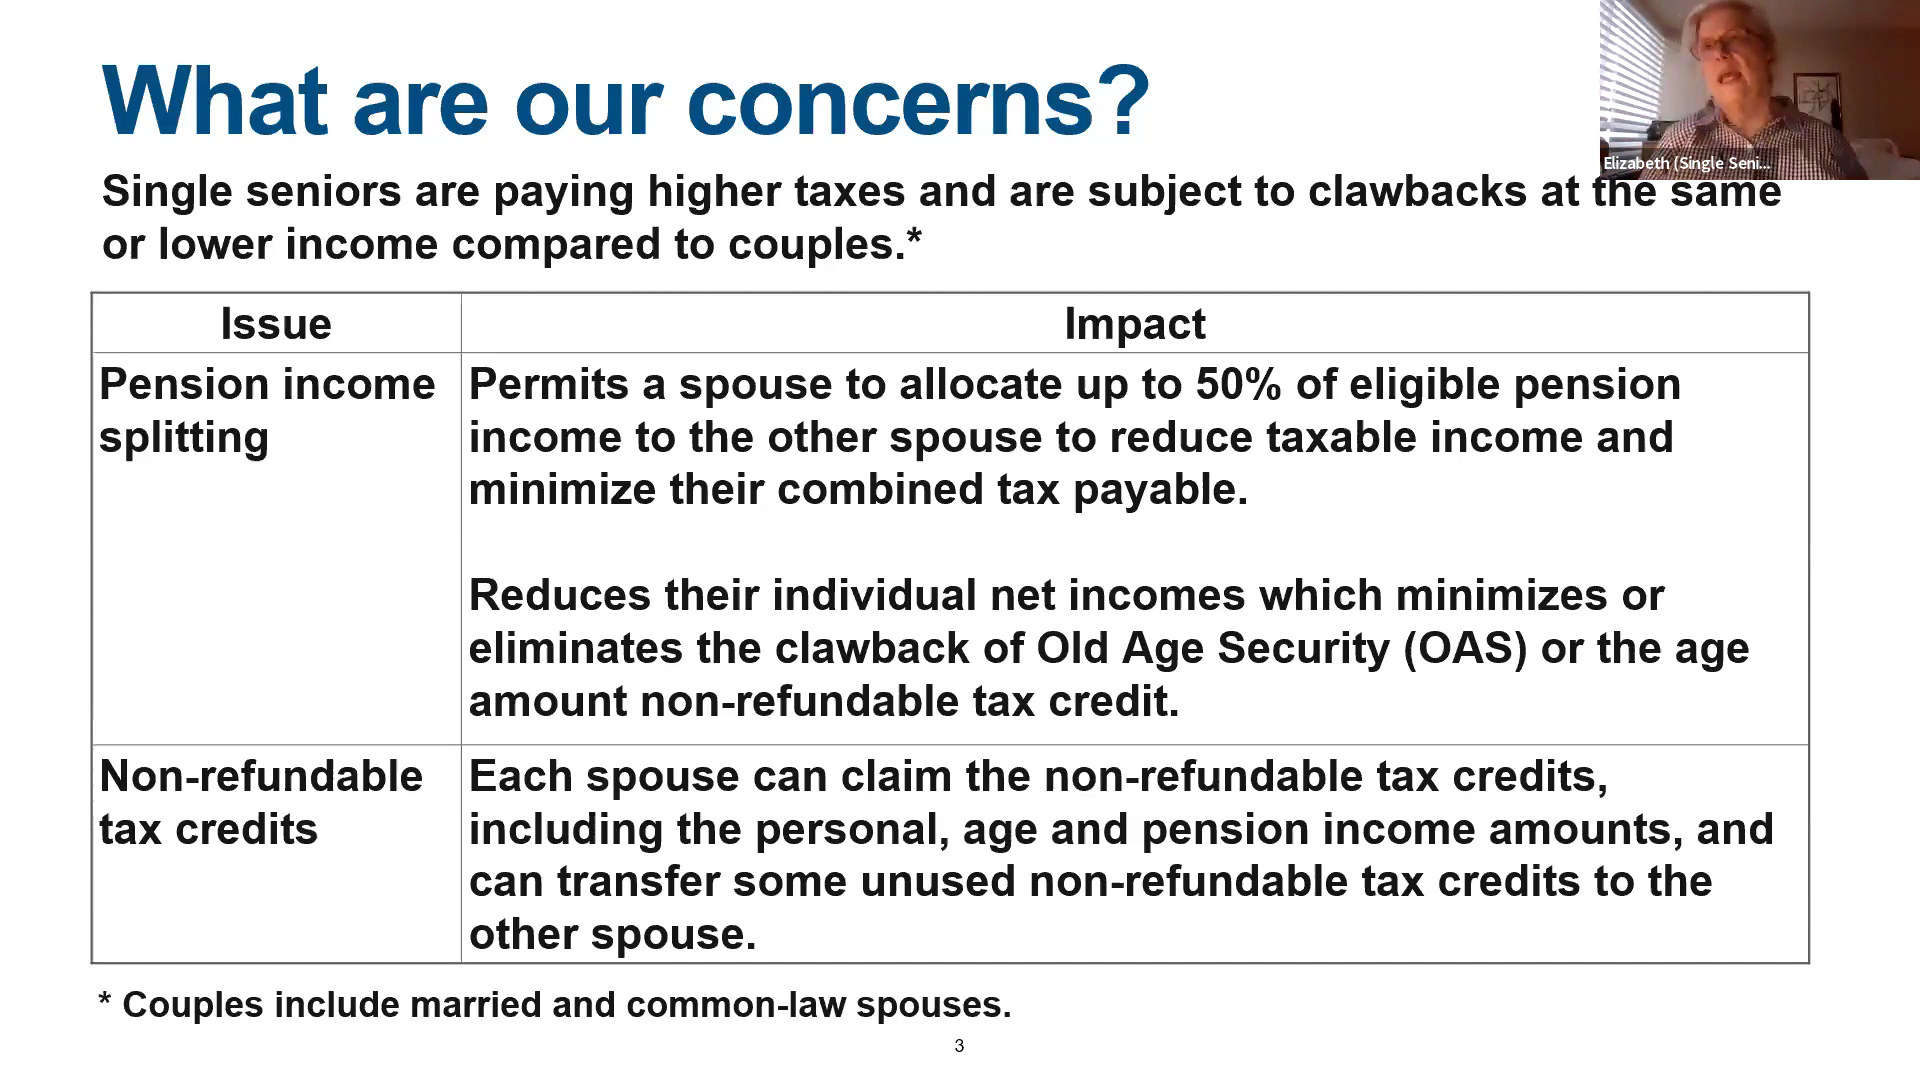 What are our concerns?
Elizabeth (Single Seni...
Single seniors are paying higher taxes and are subject to clawbacks at the same
or lower income compared to couples.*
Issue
Impact
Pension income
splitting
Permits a spouse to allocate up to 50% of eligible pension
income to the other spouse to reduce taxable income and
minimize their combined tax payable.
Reduces their individual net incomes which minimizes or
eliminates the clawback of Old Age Security (OAS) or the age
amount non-refundable tax credit.
Non-refundable
tax credits
Each spouse can claim the non-refundable tax credits,
including the personal, age and pension income amounts, and
can transfer some unused non-refundable tax credits to the
other spouse.
* Couples include married and common-law spouses.
3